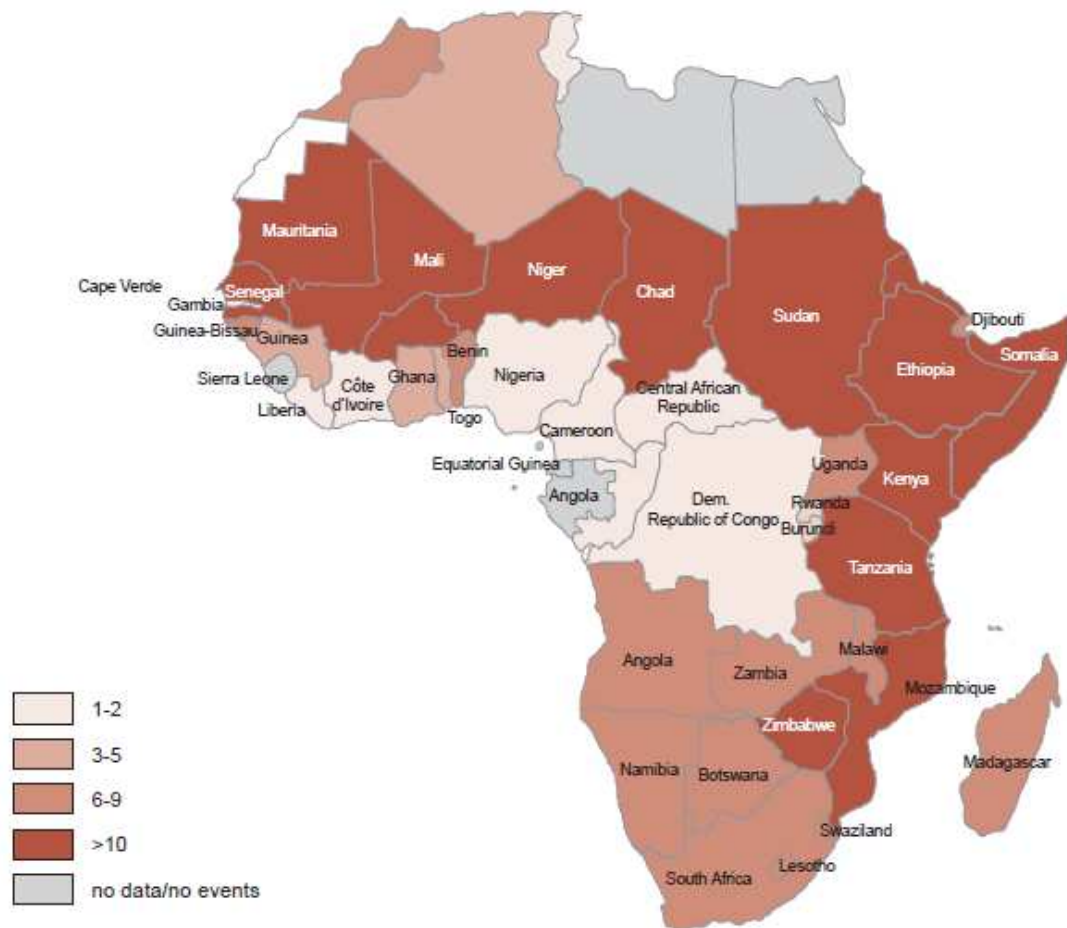 Mauritania
Mali
Niger
Chad
Sudan
Cape Verde
Senegal
Gambia
Guinea-Bissau
Guinea
Djibouti
Somalia
Sierra Leone
Côte
d'Ivoire
Ghana
Benin
Nigeria
Ethiopia
Central African
Republic
Liberia
Togo
Cameroon
Equatorial Guinea
Uganda
Kenya
Angola
Dem.
Republic of Congo
Rwanda
Burundi
Tanzania
Angola
Zambia
Malawi
Mozambique
Zimbabwe
Namibia
Botswana
Madagascar
Swaziland
Lesotho
South Africa
1-2
3-5
6-9
>10
no data/no events